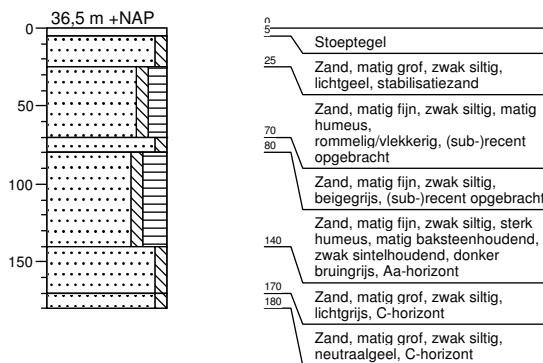 36,5 m +NAP
0
50
100
150
0
5
Stoeptegel
25
Zand, matig grof, zwak siltig,
lichtgeel, stabilisatiezand
Zand, matig fijn, zwak siltig, matig
humeus,
rommelig/vlekkerig, (sub-)recent
opgebracht
70
80
Zand, matig fijn, zwak siltig,
beigegrijs, (sub-)recent opgebracht
Zand, matig fijn, zwak siltig, sterk
humeus, matig baksteenhoudend,
zwak sintelhoudend, donker
bruingrijs, Aa-horizont
140
170
Zand, matig grof, zwak siltig,
lichtgrijs, C-horizont
180
Zand, matig grof, zwak siltig,
neutraalgeel, C-horizont